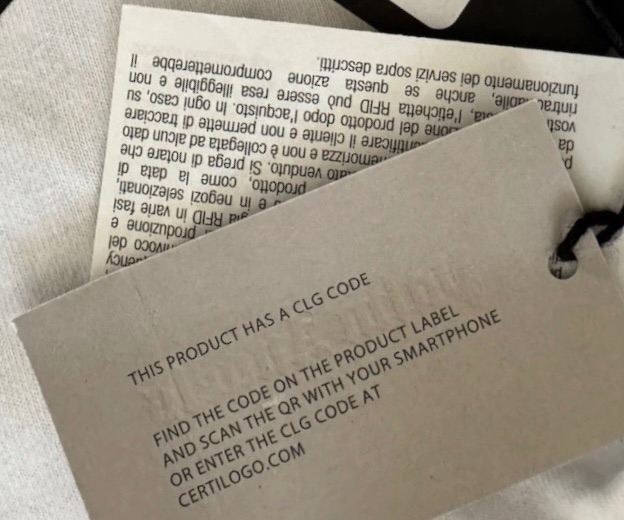 THIS PRODUCT HAS A CLG CODE
FIND THE CODE ON THE PRODUCT LABEL
AND SCAN THE QR WITH YOUR SMARTPHONE
OR ENTER THE CLG CODE AT
CERTILOGO.COM
del
produzione e
RFID in varie fasi
e in negozi selezionati,
prodotto, come la data di
venduto. Si prega di notare che
memorizza e non è collegata ad alcun dato
il cliente e non permette di tracciare
del prodotto dopo l'acquisto. In ogni caso, su
l'etichetta RFID può essere resa illeggibile e non
anche se questa azione comprometterebbe il
funzionamento dei servizi sopra descritti.